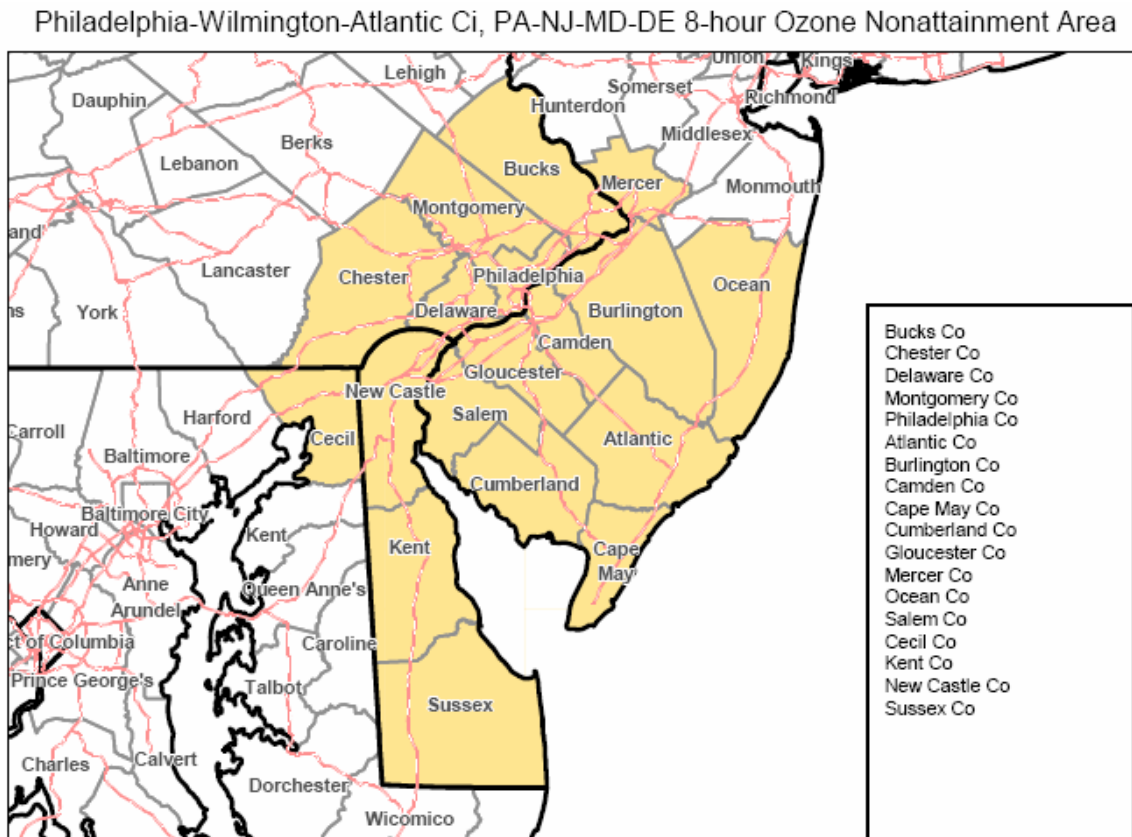 Philadelphia-Wilmington-Atlantic Ci, PA-NJ-MD-DE 8-hour Ozone Nonattainment Area
Union
Kings
Lehigh
Somerset
Richmond
Dauphin
Hunterdon
Middlesex
Berks
Lebanon
Bucks
Mercer
Monmouth
Montgomery
Lancaster
Chester
Philadelphia
Ocean
York
Delaware
Burlington
Camden
Gloucester
New Castle
Harford
Salem
Carroll
Cecil
Atlantic
Baltimore
Cumberland
Baltimore City
Howard
Kent
Kent
Cape
May
Anne
Arundel
Queen Anne's
ct of Columbia
Caroline
Prince George's
Talbot
Sussex
Charles
Calvert
Dorchester
Wicomico
Bucks Co
Chester Co
Delaware Co
Montgomery Co
Philadelphia Co
Atlantic Co
Burlington Co
Camden Co
Cape May Co
Cumberland Co
Gloucester Co
Mercer Co
Ocean Co
Salem Co
Cecil Co
Kent Co
New Castle Co
Sussex Co